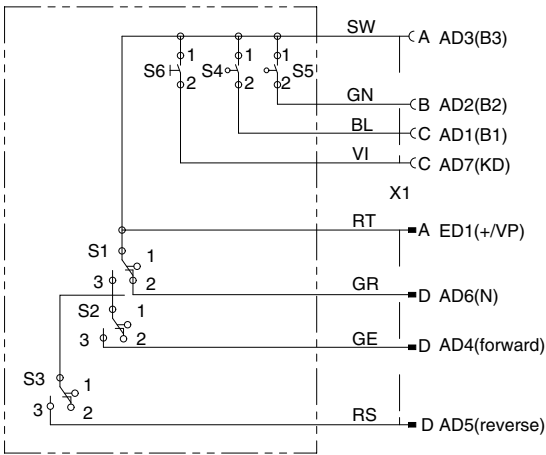 SW A AD3(B3)
1 1 1
S6 S4 S5
2 2 2
GN B AD2(B2)
BL C AD1(B1)
VI C AD7(KD)
X1
RT A ED1(+/VP)
S1 1
3 2 GR D AD6(N)
S2 1
3 2 GE D AD4(forward)
S3 1
3 2 RS D AD5(reverse)